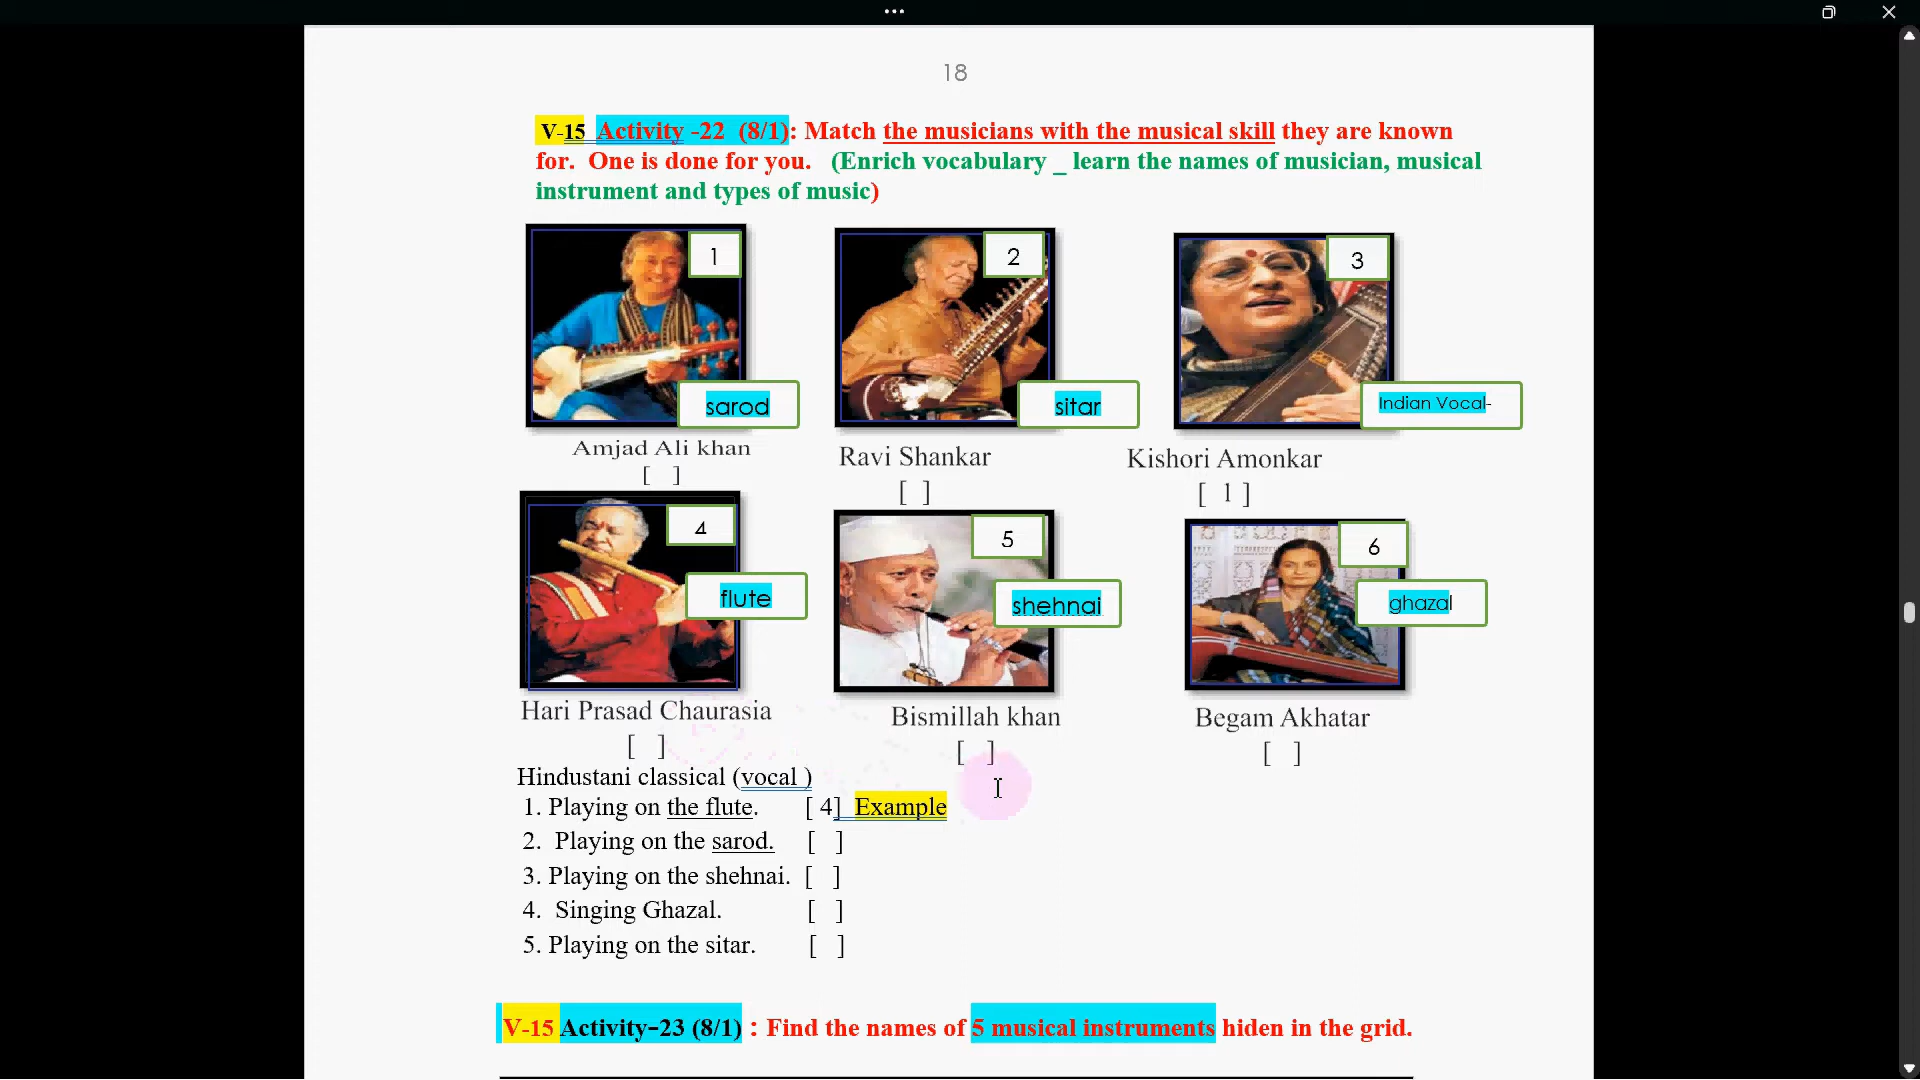 18
V-15 Activity -22 (8/1): Match the musicians with the musical skill they are known
for. One is done for you. (Enrich vocabulary _ learn the names of musician, musical
instrument and types of music)
1
2
3
sarod
sitar
Indian Vocal-
Amjad Ali khan
Ravi Shankar
Kishori Amonkar
[ ]
[ ]
[ 1 ]
4
5
6
flute
shehnai
ghazal
Hari Prasad Chaurasia
Bismillah khan
Begam Akhatar
[ ]
[ ]
[ ]
Hindustani classical (vocal )
1. Playing on the flute. [ 4] Example
2. Playing on the sarod. [ ]
3. Playing on the shehnai. [ ]
4. Singing Ghazal. [ ]
5. Playing on the sitar. [ ]
V-15 Activity-23 (8/1) : Find the names of 5 musical instruments hiden in the grid.